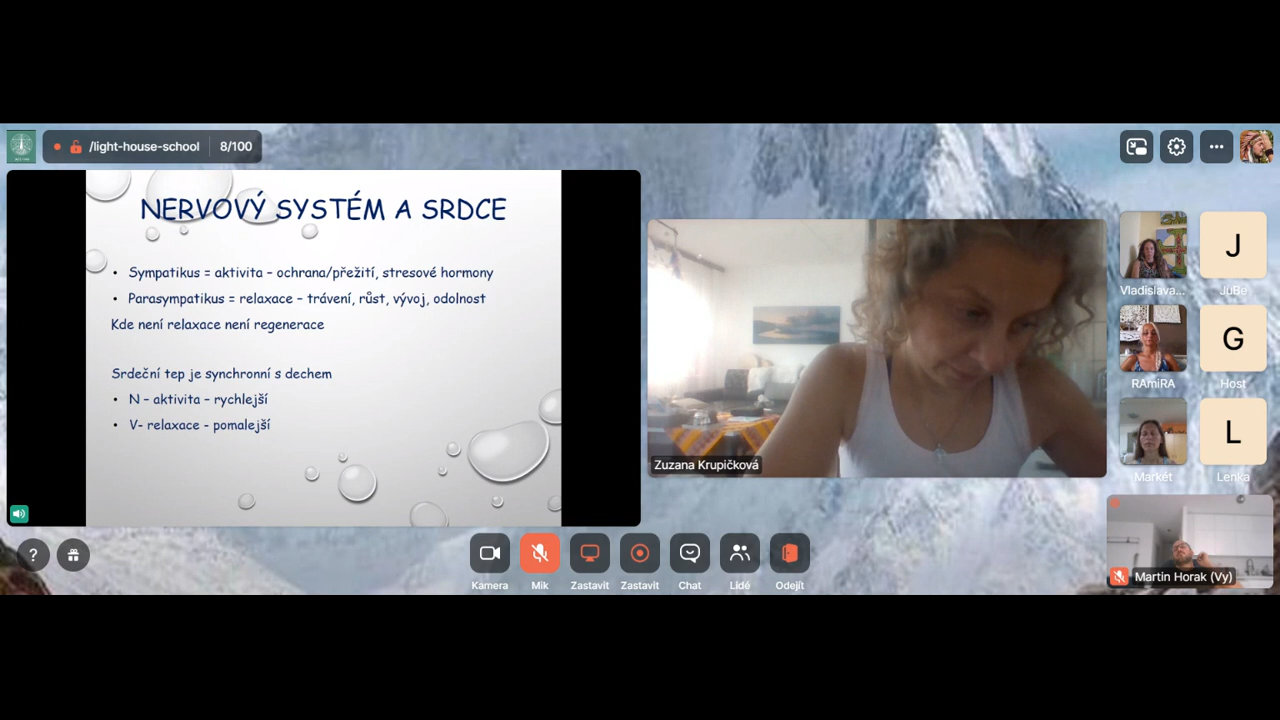 /light-house-school 8/100
NERVOVÝ SYSTÉM A SRDCE
• Sympatikus = aktivita – ochrana/přežití, stresové hormony
• Parasympatikus = relaxace – trávení, růst, vývoj, odolnost
Kde není relaxace není regenerace
Srdeční tep je synchronní s dechem
• N – aktivita – rychlejší
• V- relaxace - pomalejší
Zuzana Krupičková
Vladislava...
J
JuBe
RAmiRA
G
Host
Markét
L
Lenka
Martin Horak (Vy)
?
Kamera
Mik
Zastavit
Zastavit
Chat
Lidé
Odejít